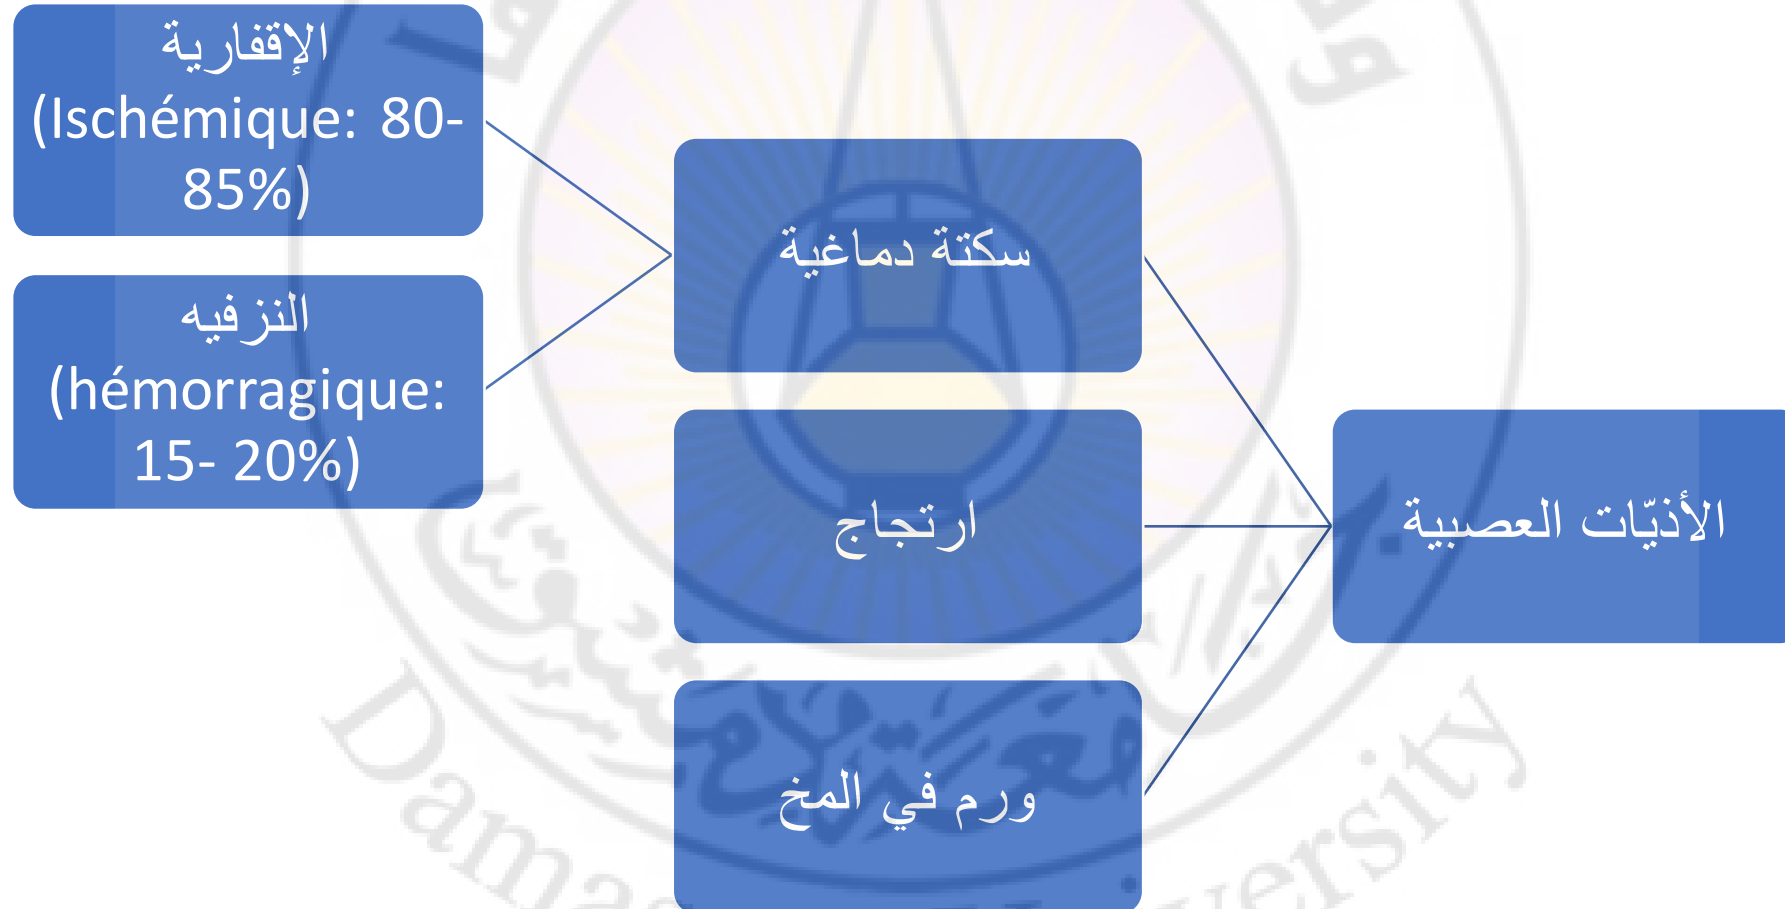 الأذيّات العصبية
سكتة دماغية
ارتجاج
ورم في المخ
الإقفارية
(Ischémique: 80-
85%)
النزفيه
(hémorragique:
15- 20%)